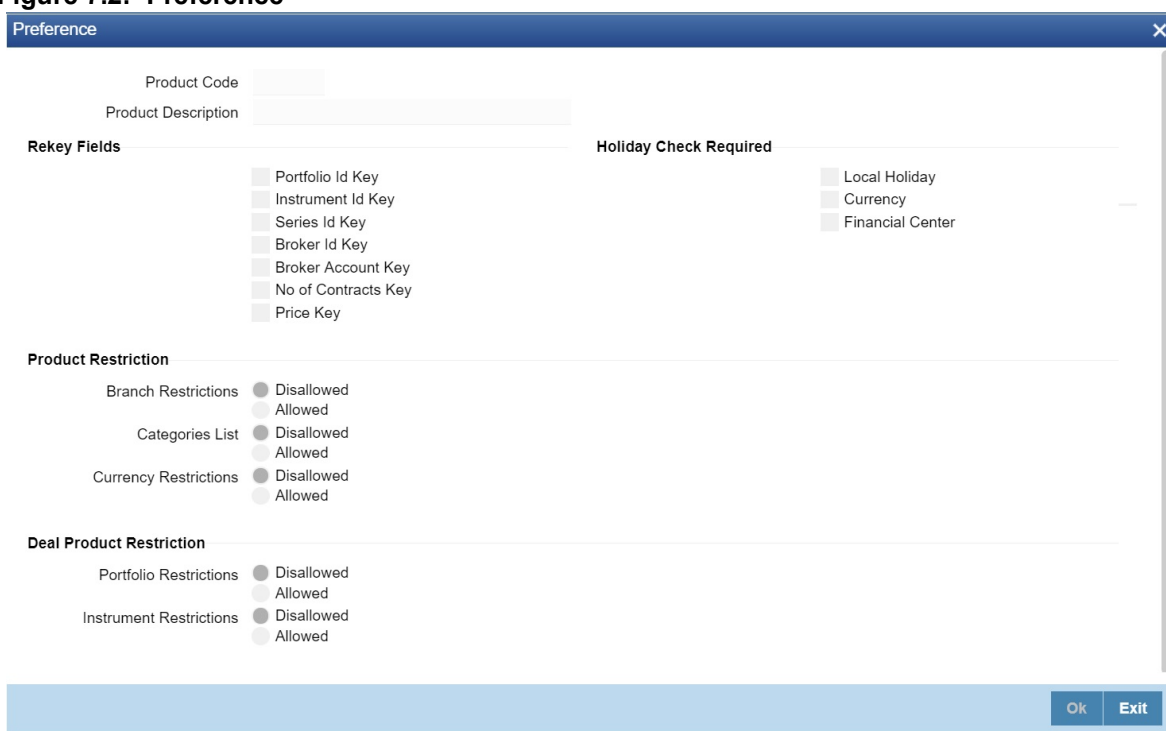 Figure 7.2: Preference
Preference
Product Code
Product Description
Rekey Fields
Portfolio Id Key
Instrument Id Key
Series Id Key
Broker Id Key
Broker Account Key
No of Contracts Key
Price Key
Holiday Check Required
Local Holiday
Currency
Financial Center
Product Restriction
Branch Restrictions Disallowed
Allowed
Categories List Disallowed
Allowed
Currency Restrictions Disallowed
Allowed
Deal Product Restriction
Portfolio Restrictions Disallowed
Allowed
Instrument Restrictions Disallowed
Allowed
Ok Exit